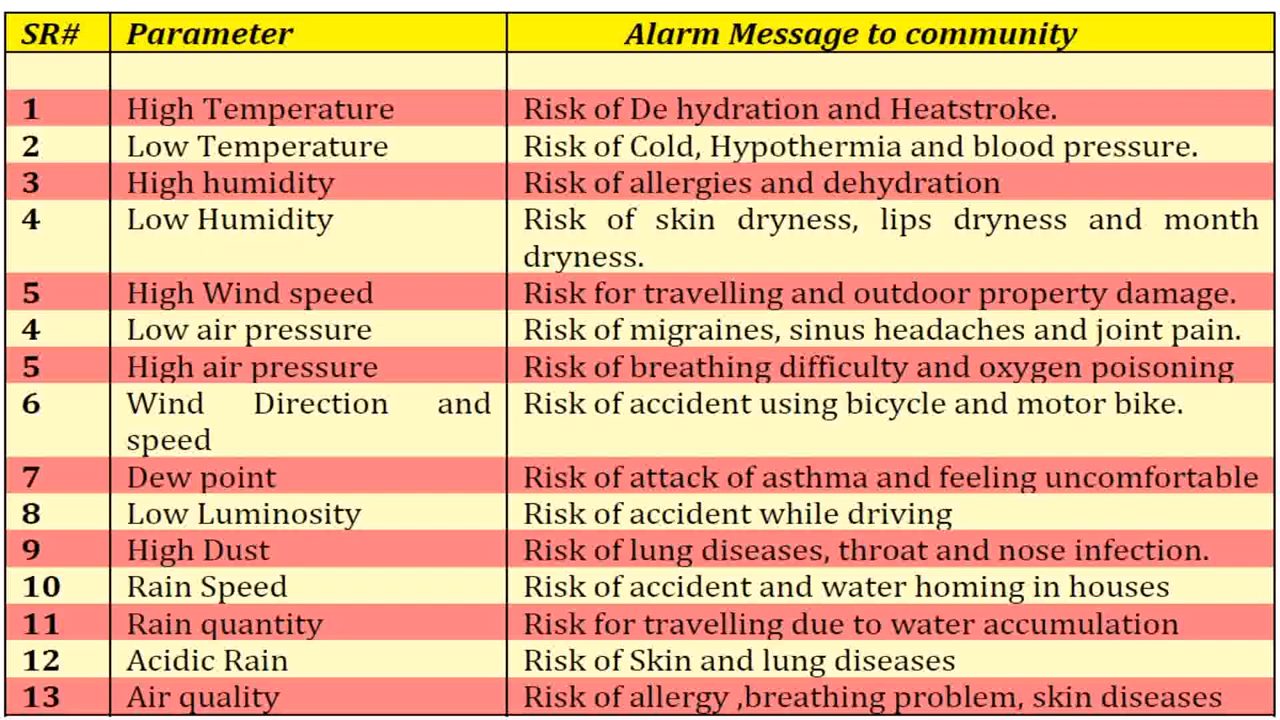 SR# Parameter Alarm Message to community
1 High Temperature Risk of De hydration and Heatstroke.
2 Low Temperature Risk of Cold, Hypothermia and blood pressure.
3 High humidity Risk of allergies and dehydration
4 Low Humidity Risk of skin dryness, lips dryness and month
dryness.
5 High Wind speed Risk for travelling and outdoor property damage.
4 Low air pressure Risk of migraines, sinus headaches and joint pain.
5 High air pressure Risk of breathing difficulty and oxygen poisoning
6 Wind Direction and Risk of accident using bicycle and motor bike.
speed
7 Dew point Risk of attack of asthma and feeling uncomfortable
8 Low Luminosity Risk of accident while driving
9 High Dust Risk of lung diseases, throat and nose infection.
10 Rain Speed Risk of accident and water homing in houses
11 Rain quantity Risk for travelling due to water accumulation
12 Acidic Rain Risk of Skin and lung diseases
13 Air quality Risk of allergy ,breathing problem, skin diseases